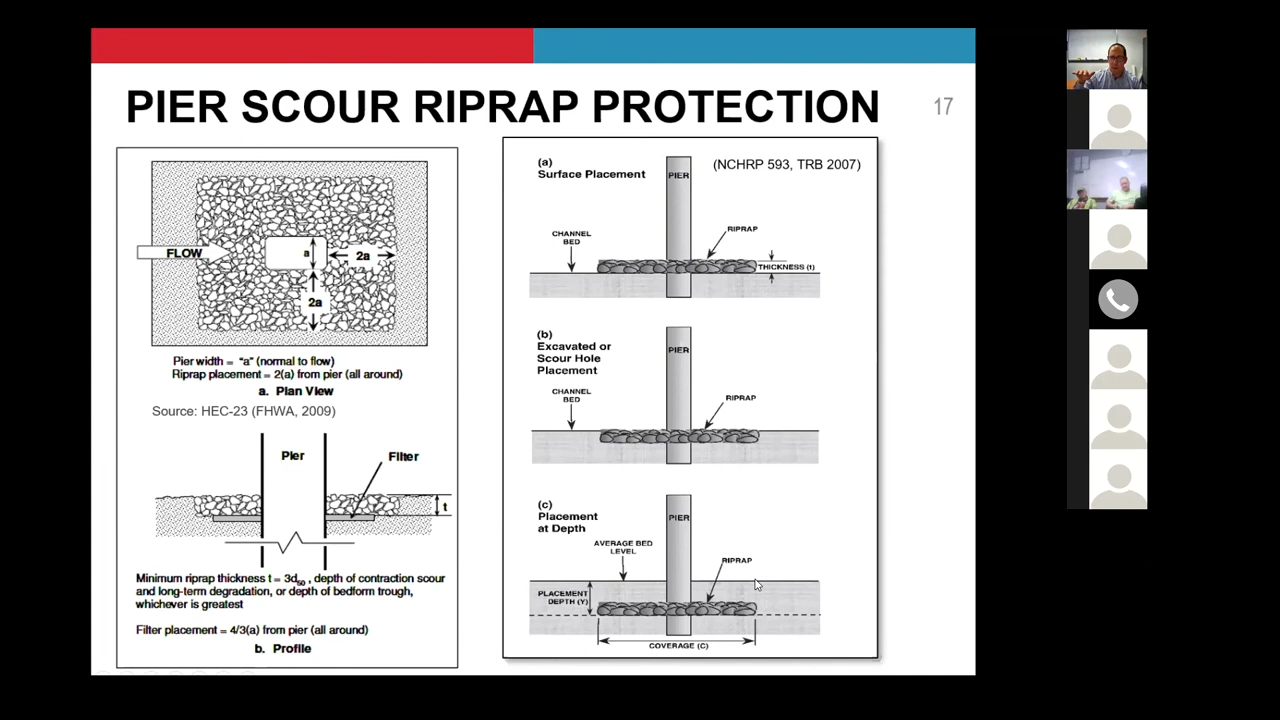 PIER SCOUR RIPRAP PROTECTION
17
FLOW
a
2a
2a
Pier width = "a" (normal to flow)
Riprap placement = 2(a) from pier (all around)
a. Plan View
Source: HEC-23 (FHWA, 2009)
Pier
Filter
t
Minimum riprap thickness t = 3d50 , depth of contraction scour
and long-term degradation, or depth of bedform trough,
whichever is greatest
Filter placement = 4/3(a) from pier (all around)
b. Profile
(a)
Surface Placement
PIER
(NCHRP 593, TRB 2007)
CHANNEL
BED
RIPRAP
THICKNESS (t)
(b)
Excavated or
Scour Hole
Placement
PIER
CHANNEL
BED
RIPRAP
(c)
Placement
at Depth
PIER
AVERAGE BED
LEVEL
RIPRAP
PLACEMENT
DEPTH (Y)
COVERAGE (C)